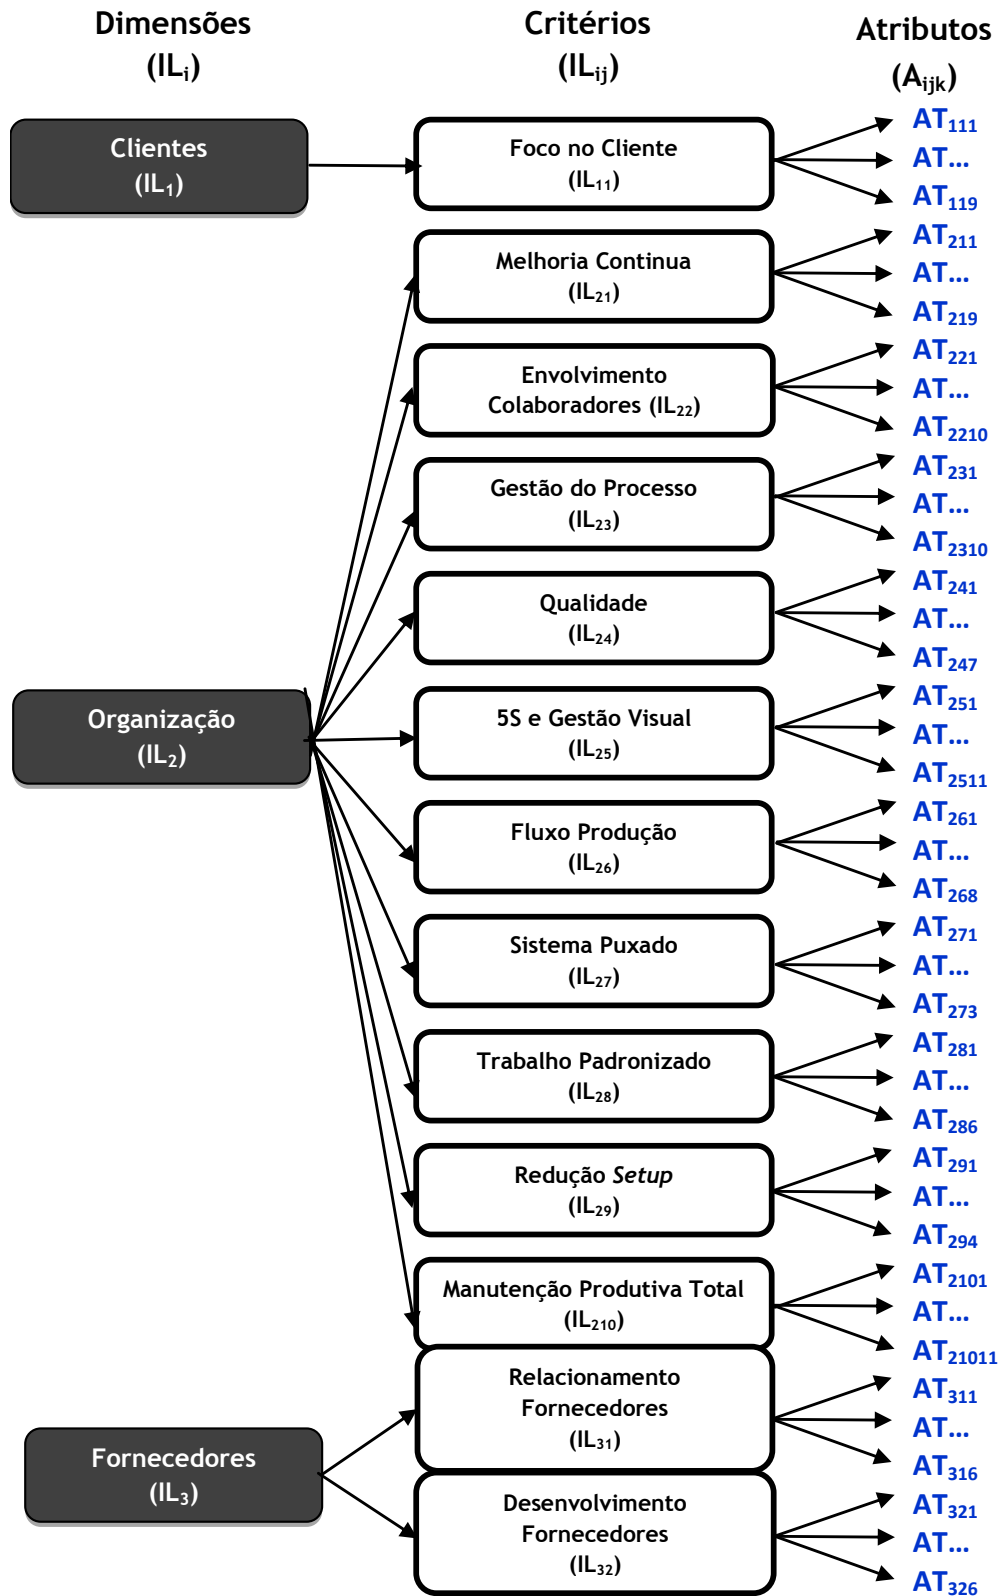 Dimensões
(ILi)
Critérios
(ILij)
Atributos
(Aijk)
Clientes
(IL1)
Foco no Cliente
(IL11)
AT111
AT...
AT119
Melhoria Continua
(IL21)
AT211
AT...
AT219
Envolvimento
Colaboradores (IL22)
AT221
AT...
AT2210
Gestão do Processo
(IL23)
AT231
AT...
AT2310
Qualidade
(IL24)
AT241
AT...
AT247
Organização
(IL2)
5S e Gestão Visual
(IL25)
AT251
AT...
AT2511
Fluxo Produção
(IL26)
AT261
AT...
AT268
Sistema Puxado
(IL27)
AT271
AT...
AT273
Trabalho Padronizado
(IL28)
AT281
AT...
AT286
Redução Setup
(IL29)
AT291
AT...
AT294
Manutenção Produtiva Total
(IL210)
AT2101
AT...
AT21011
Fornecedores
(IL3)
Relacionamento
Fornecedores
(IL31)
AT311
AT...
AT316
Desenvolvimento
Fornecedores
(IL32)
AT321
AT...
AT326